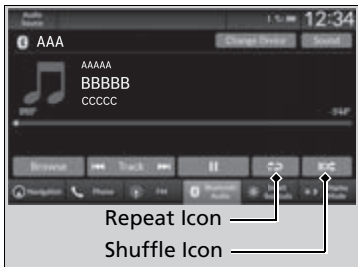 Audio
Source
12:34
AAA
Change Device
Sound
AAAAA
BBBBB
CCCCC
Browse
Track
Navigation
Phone
FM
Bluetooth
Audio
Repeat Icon
Shuffle Icon